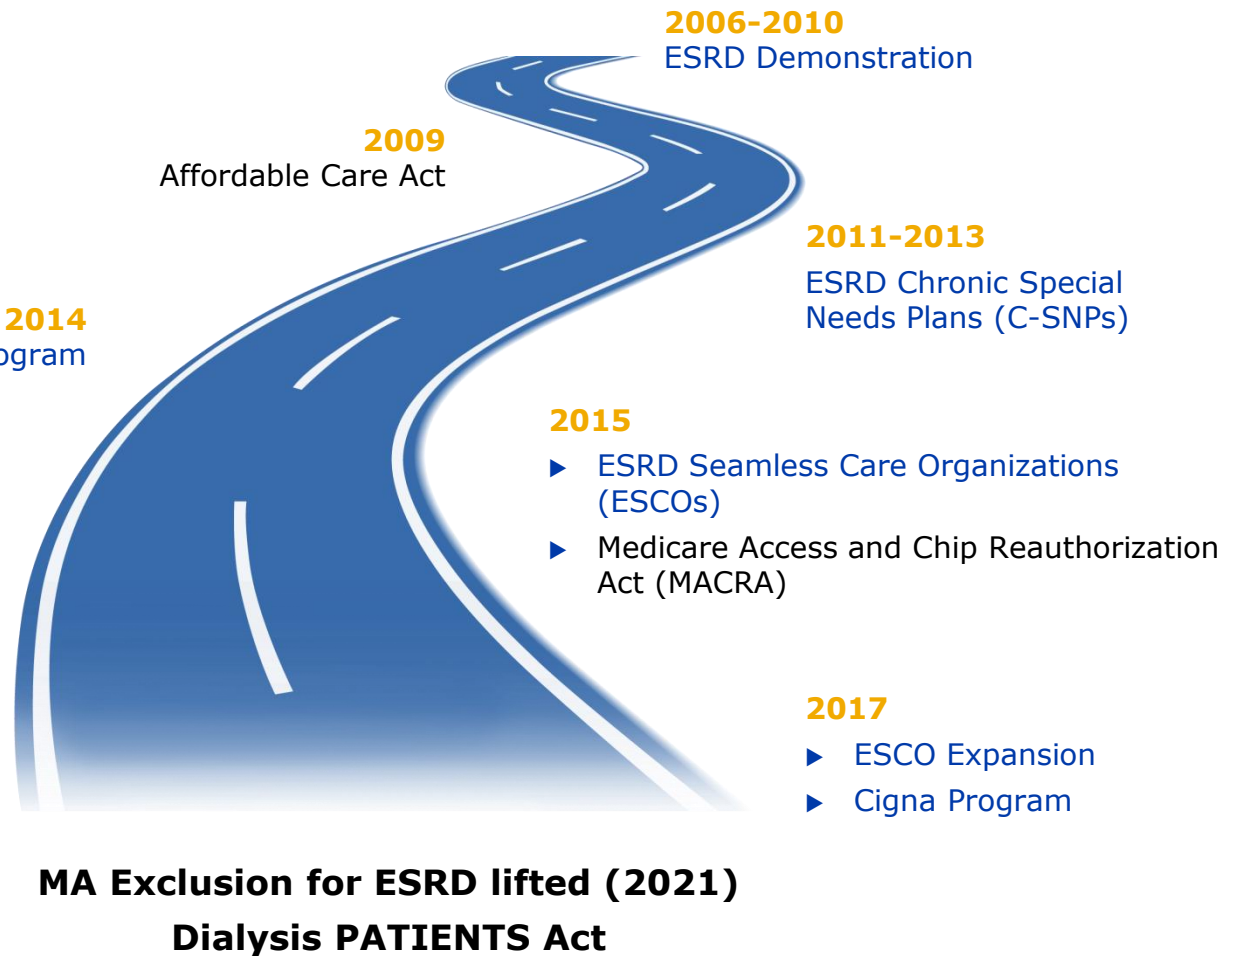 2006-2010
ESRD Demonstration
2009
Affordable Care Act
2011-2013
ESRD Chronic Special
Needs Plans (C-SNPs)
2014
2015
▶ ESRD Seamless Care Organizations
(ESCOs)
▶ Medicare Access and Chip Reauthorization
Act (MACRA)
2017
▶ ESCO Expansion
▶ Cigna Program
MA Exclusion for ESRD lifted (2021)
Dialysis PATIENTS Act